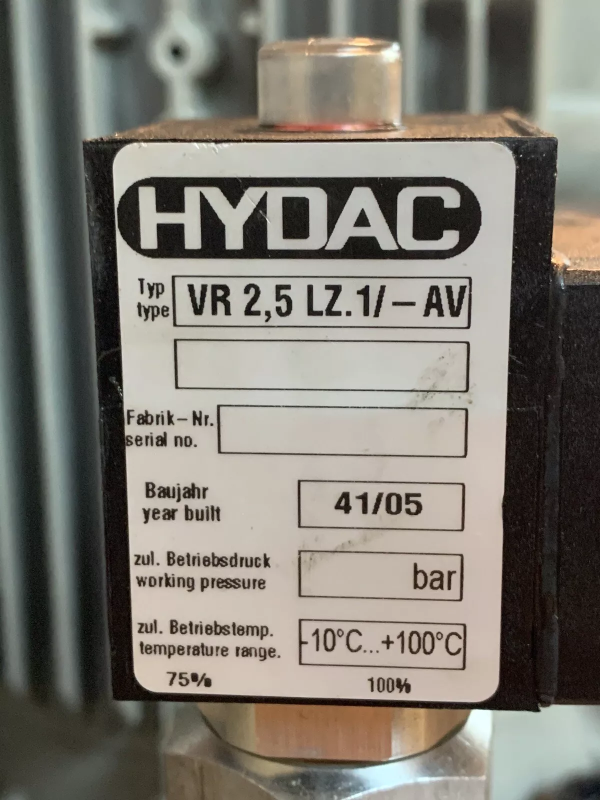 HYDAC
Typ
type
VR 2,5 LZ.1/–AV
Fabrik–Nr.
serial no.
Baujahr
year built
41/05
zul. Betriebsdruck
working pressure
bar
zul. Betriebstemp.
temperature range.
-10°C...+100°C
75% 100%